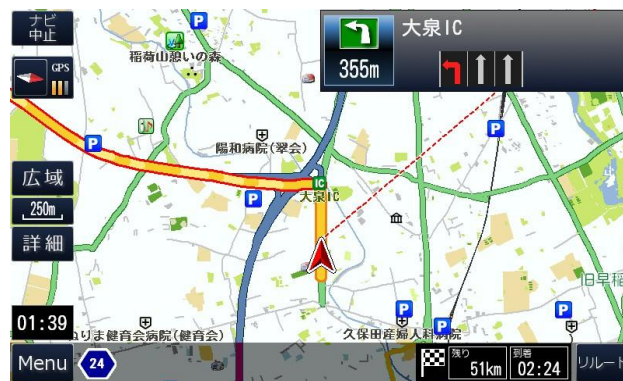 ナビ
中止
GPS
P
稲荷山憩いの森
大泉IC
355m
P
陽和病院(翠会)
P
P
IC
大泉IC
広域
250m
詳細
旧早稲
01:39
りま健育会病院(健育会)
P
久保田産婦人科病院
P
P
Menu
24
残り
51km
到着
02:24
リルート